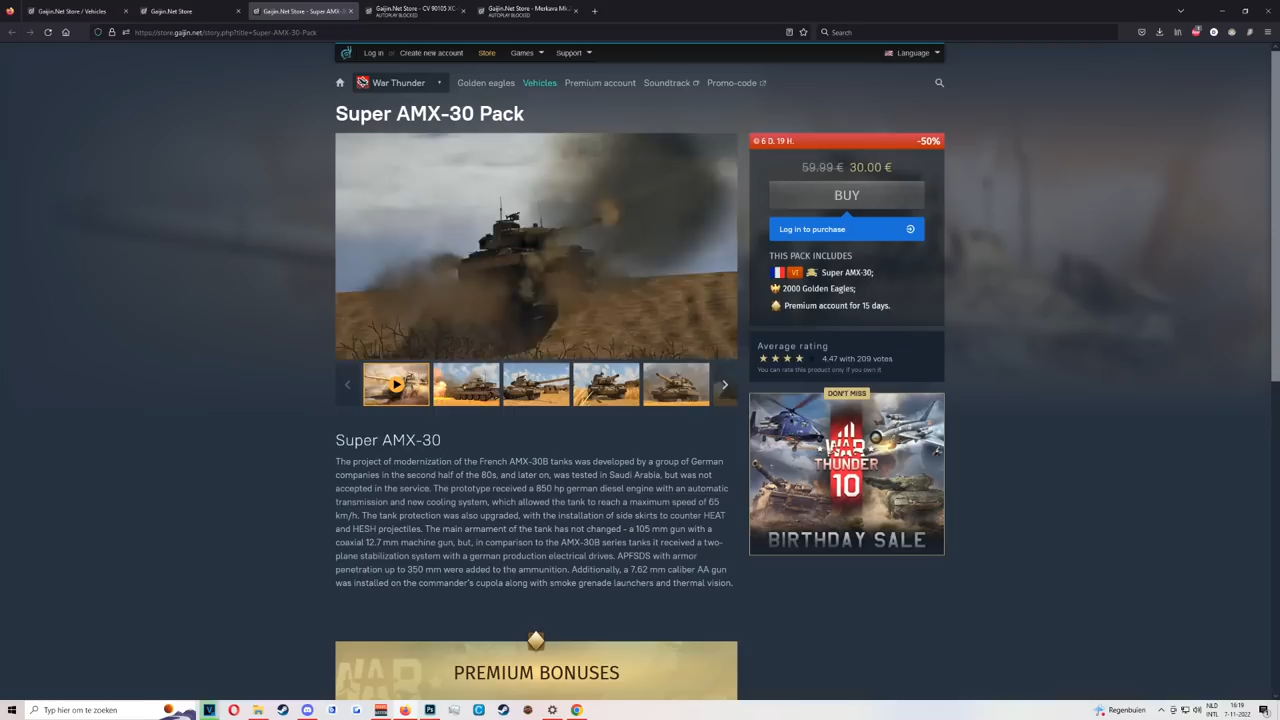 Gaijin.Net Store / Vehicles
Gaijin.Net Store
Gaijin.Net Store - Super AMX-30
Gaijin.Net Store - CV 90105 XC-
AUTOPLAY BLOCKED
Gaijin.Net Store - Merkava Mk.
AUTOPLAY BLOCKED
https://store.gaijin.net/story.php?title=Super-AMX-30-Pack
Search
Log in or Create new account Store Games Support Language
War Thunder Golden eagles Vehicles Premium account Soundtrack Promo-code
Super AMX-30 Pack
6 D. 19 H. -50%
59.99 € 30.00 €
BUY
Log in to purchase
THIS PACK INCLUDES
VI Super AMX-30;
2000 Golden Eagles;
Premium account for 15 days.
Average rating
4.47 with 209 votes
You can rate this product only if you own it
DON'T MISS
WAR
THUNDER
10
BIRTHDAY SALE
Super AMX-30
The project of modernization of the French AMX-30B tanks was developed by a group of German
companies in the second half of the 80s, and later on, was tested in Saudi Arabia, but was not
accepted in the service. The prototype received a 850 hp german diesel engine with an automatic
transmission and new cooling system, which allowed the tank to reach a maximum speed of 65
km/h. The tank protection was also upgraded, with the installation of side skirts to counter HEAT
and HESH projectiles. The main armament of the tank has not changed - a 105 mm gun with a
coaxial 12.7 mm machine gun, but, in comparison to the AMX-30B series tanks it received a two-
plane stabilization system with a german production electrical drives. APFSDS with armor
penetration up to 350 mm were added to the ammunition. Additionally, a 7.62 mm caliber AA gun
was installed on the commander's cupola along with smoke grenade launchers and thermal vision.
PREMIUM BONUSES
Typ hier om te zoeken
Regenbuien
NLD
INTL
16:19
7-11-2022